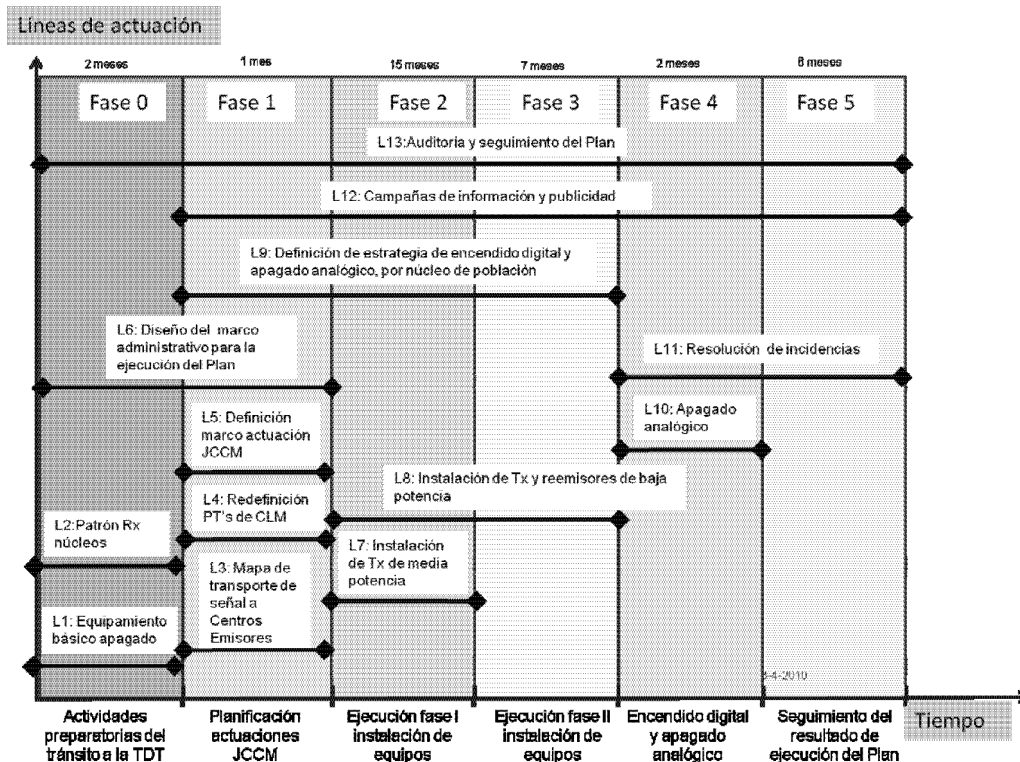 Líneas de actuación
2 meses
1 mes
15 meses
7 meses
2 meses
8 meses
Fase 0
Fase 1
Fase 2
Fase 3
Fase 4
Fase 5
L13:Auditoria y seguimiento del Plan
L12: Campañas de información y publicidad
L9: Definición de estrategia de encendido digital y
apagado analógico, por núcleo de población
L6: Diseño del marco
administrativo para la
ejecución del Plan
L11: Resolución de incidencias
L5: Definición
marco actuación
JCCM
L10: Apagado
analógico
L8: Instalación de Tx y reemisores de baja
potencia
L4: Redefinición
PT's de CLM
L2:Patrón Rx
núcleos
L7: Instalación
de Tx de media
potencia
L3: Mapa de
transporte de
señal a
Centros
Emisores
L1: Equipamiento
básico apagado
-4-2010
Actividades
preparatorias del
tránsito a la TDT
Planificación
actuaciones
JCCM
Ejecución fase I
instalación de
equipos
Ejecución fase II
instalación de
equipos
Encendido digital
y apagado
analógico
Seguimiento del
resultado de
ejecución del Plan
Tiempo